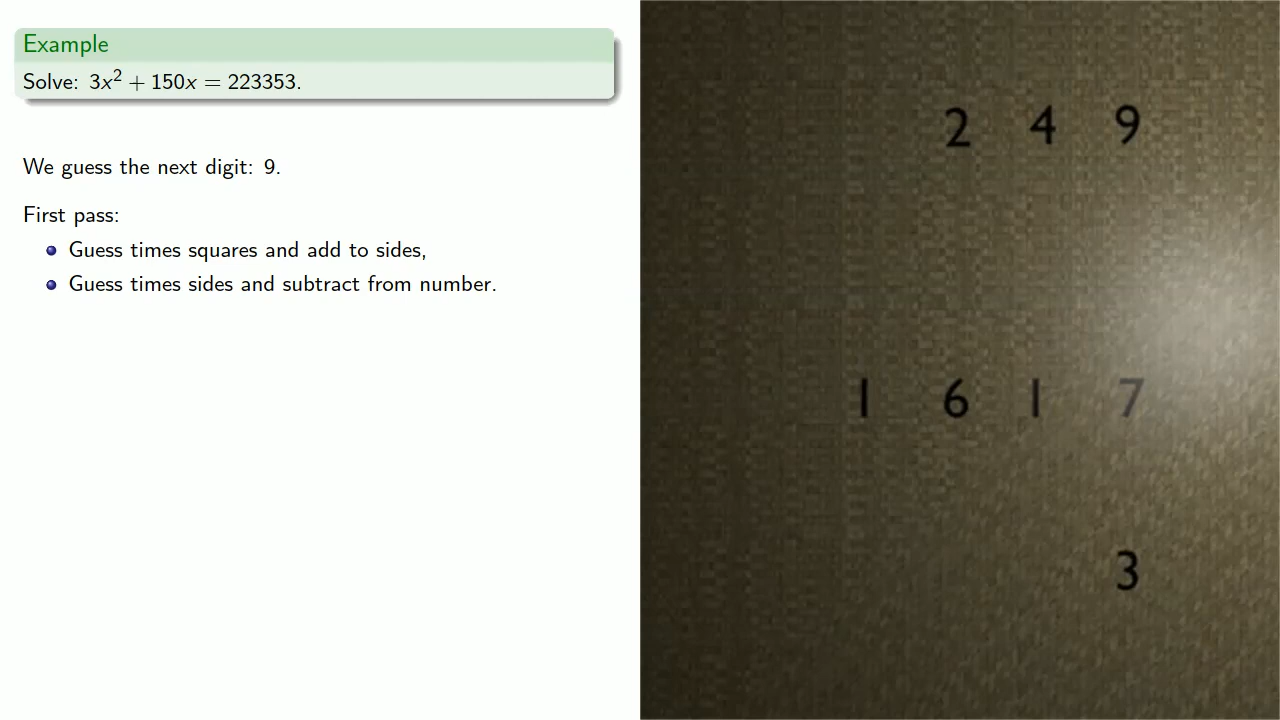 Example
Solve: 3x² + 150x = 223353.
We guess the next digit: 9.
First pass:
Guess times squares and add to sides,
Guess times sides and subtract from number.
2 4 9
1 6 1 7
3